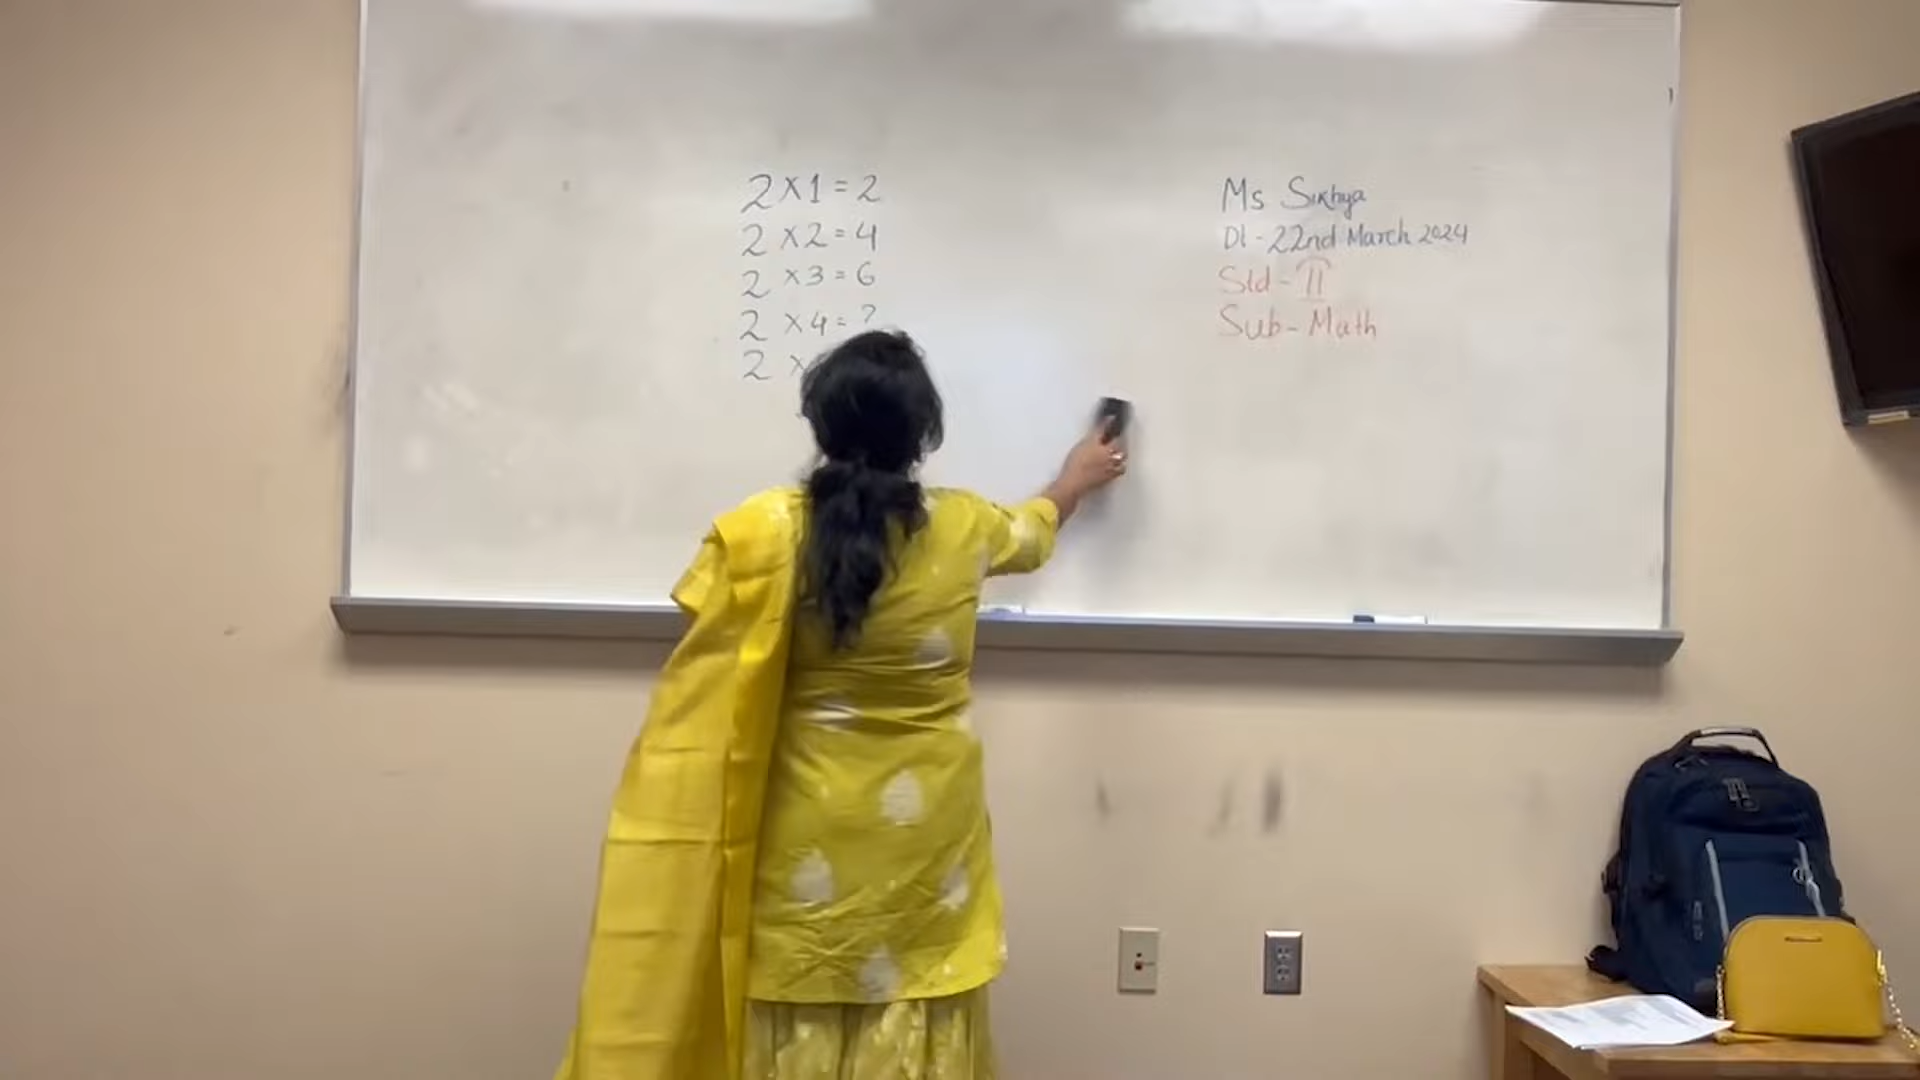 2 × 1 = 2
2 × 2 = 4
2 × 3 = 6
2 × 4 = ?
2 ×
Ms Sikhya
Dt - 22nd March 2024
Std - II
Sub - Math